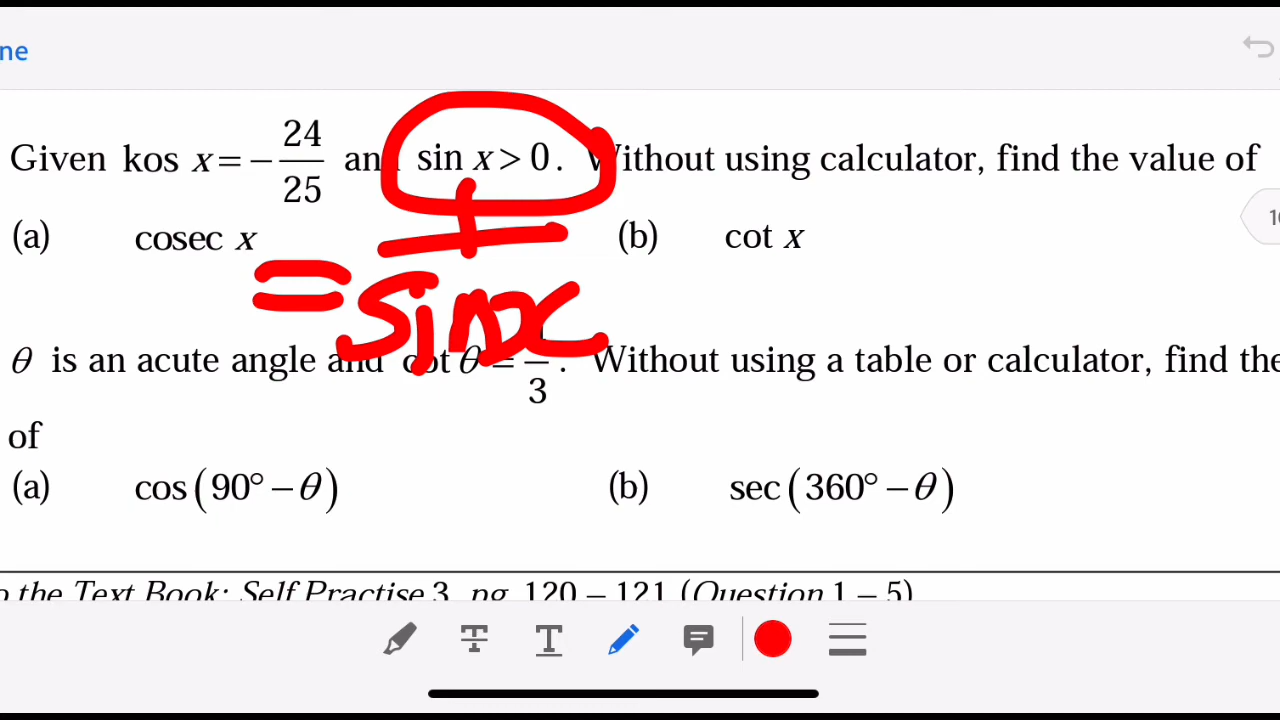 ne
Given kos x = − 24/25 and sin x > 0. Without using calculator, find the value of
(a) cosec x (b) cot x
= 1/sin x
θ is an acute angle and cot θ = /3. Without using a table or calculator, find the
of
(a) cos(90° − θ) (b) sec(360° − θ)
o the Text Book: Self Practise 3, pg 120 – 121 (Question 1 – 5)